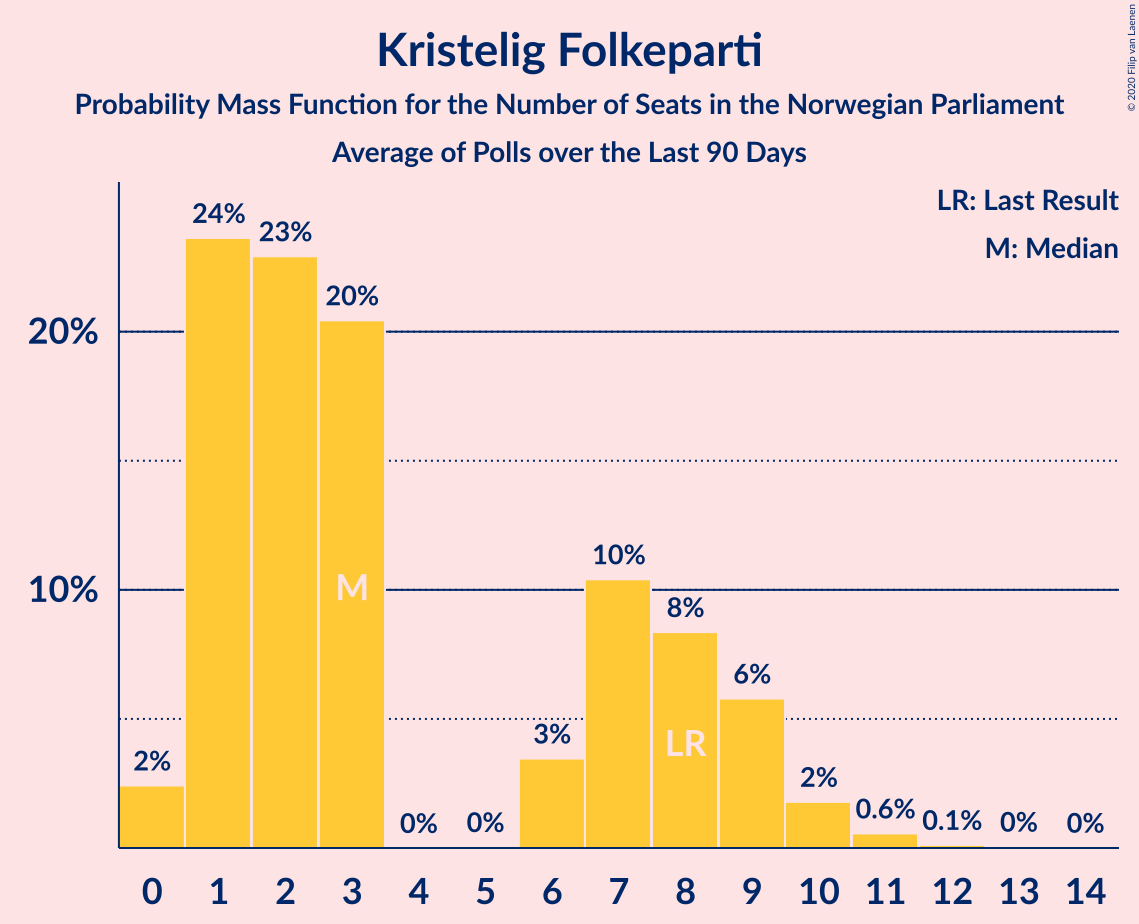 Kristelig Folkeparti
Probability Mass Function for the Number of Seats in the Norwegian Parliament
Average of Polls over the Last 90 Days
© 2020 Filip van Laenen
LR: Last Result
M: Median
24%
23%
20%
20%
10%
10%
8%
6%
3%
2%
2%
0%
0%
0.6%
0.1%
0%
0%
M
LR
0 1 2 3 4 5 6 7 8 9 10 11 12 13 14